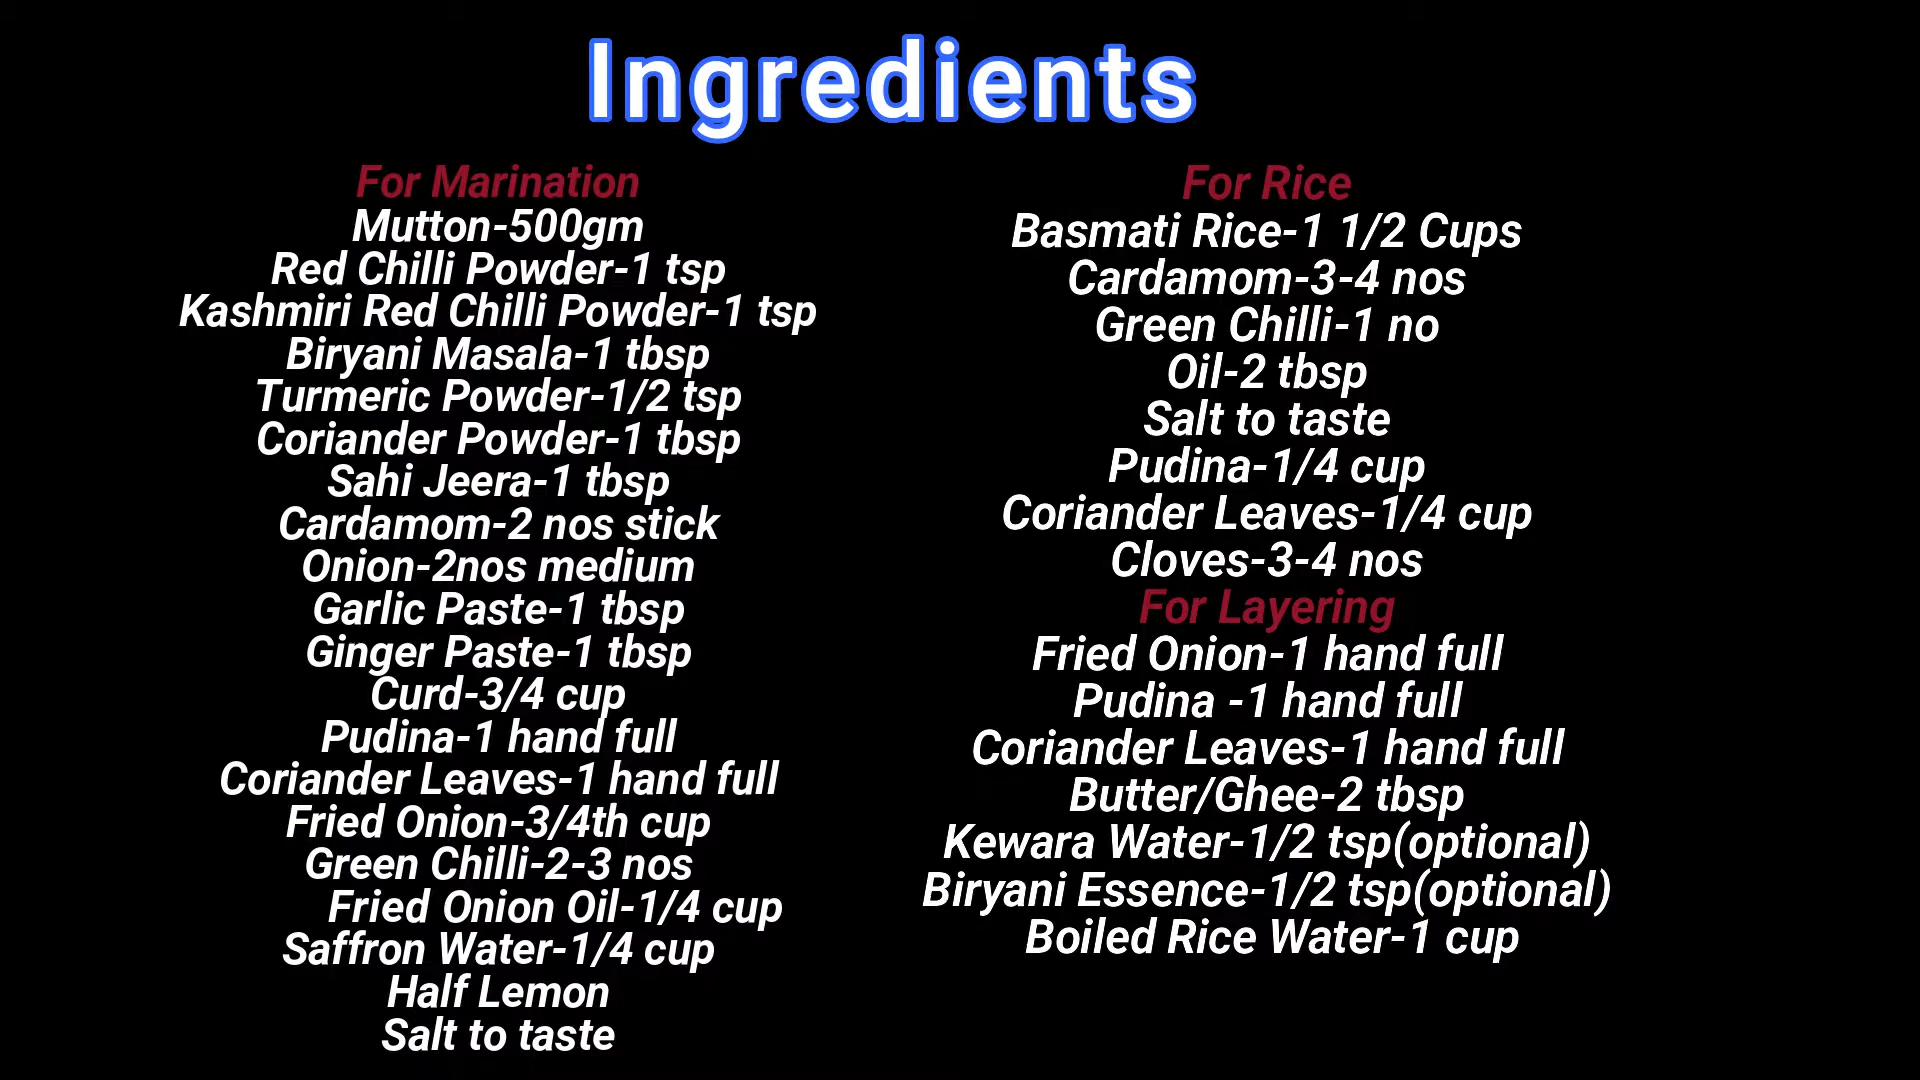 Ingredients
For Marination
Mutton-500gm
Red Chilli Powder-1 tsp
Kashmiri Red Chilli Powder-1 tsp
Biryani Masala-1 tbsp
Turmeric Powder-1/2 tsp
Coriander Powder-1 tbsp
Sahi Jeera-1 tbsp
Cardamom-2 nos stick
Onion-2nos medium
Garlic Paste-1 tbsp
Ginger Paste-1 tbsp
Curd-3/4 cup
Pudina-1 hand full
Coriander Leaves-1 hand full
Fried Onion-3/4th cup
Green Chilli-2-3 nos
Fried Onion Oil-1/4 cup
Saffron Water-1/4 cup
Half Lemon
Salt to taste
For Rice
Basmati Rice-1 1/2 Cups
Cardamom-3-4 nos
Green Chilli-1 no
Oil-2 tbsp
Salt to taste
Pudina-1/4 cup
Coriander Leaves-1/4 cup
Cloves-3-4 nos
For Layering
Fried Onion-1 hand full
Pudina -1 hand full
Coriander Leaves-1 hand full
Butter/Ghee-2 tbsp
Kewara Water-1/2 tsp(optional)
Biryani Essence-1/2 tsp(optional)
Boiled Rice Water-1 cup